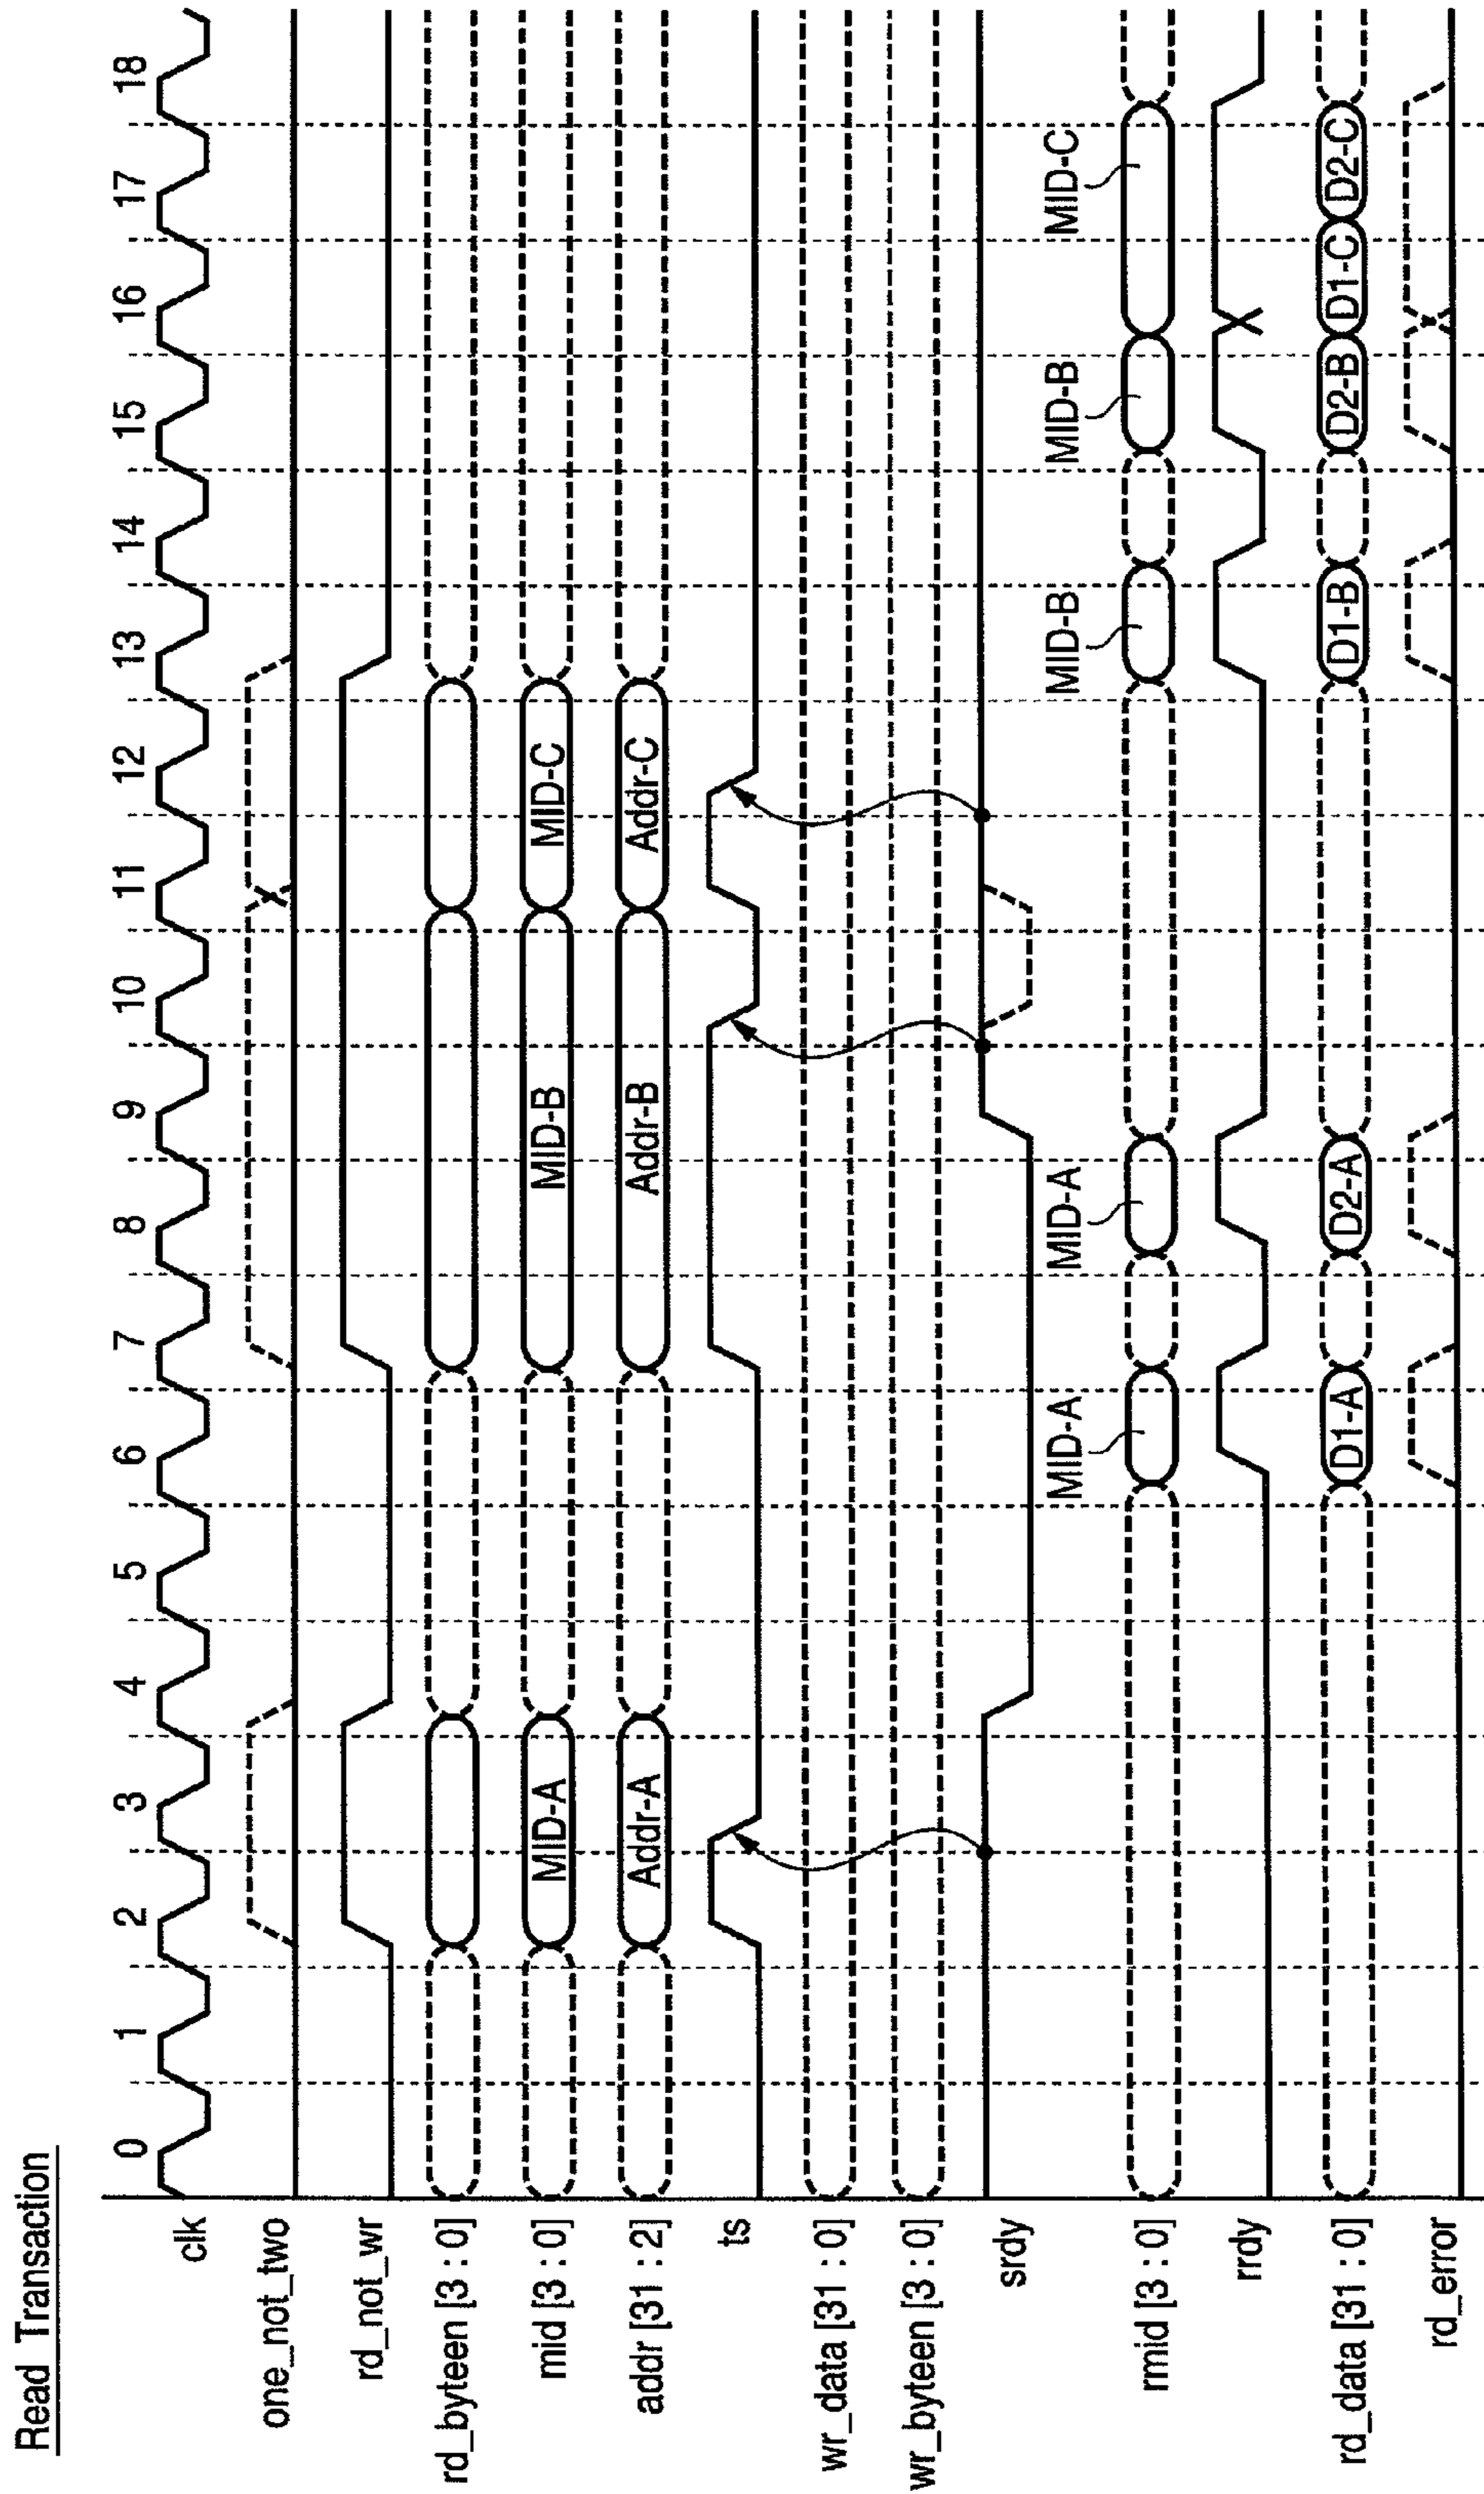 Read Transaction
0 1 2 3 4 5 6 7 8 9 10 11 12 13 14 15 16 17 18
clk
one_not_two
rd_not_wr
rd_byteen [3 : 0]
mid [3 : 0] MID-A MID-B MID-C
addr [31 : 2] Addr-A Addr-B Addr-C
ts
wr_data [31 : 0]
wr_byteen [3 : 0]
srdy
MID-A MID-A MID-B MID-B MID-C
rmid [3 : 0]
rrdy
rd_data [31 : 0] D1-A D2-A D1-B D2-B D1-C D2-C
rd_error